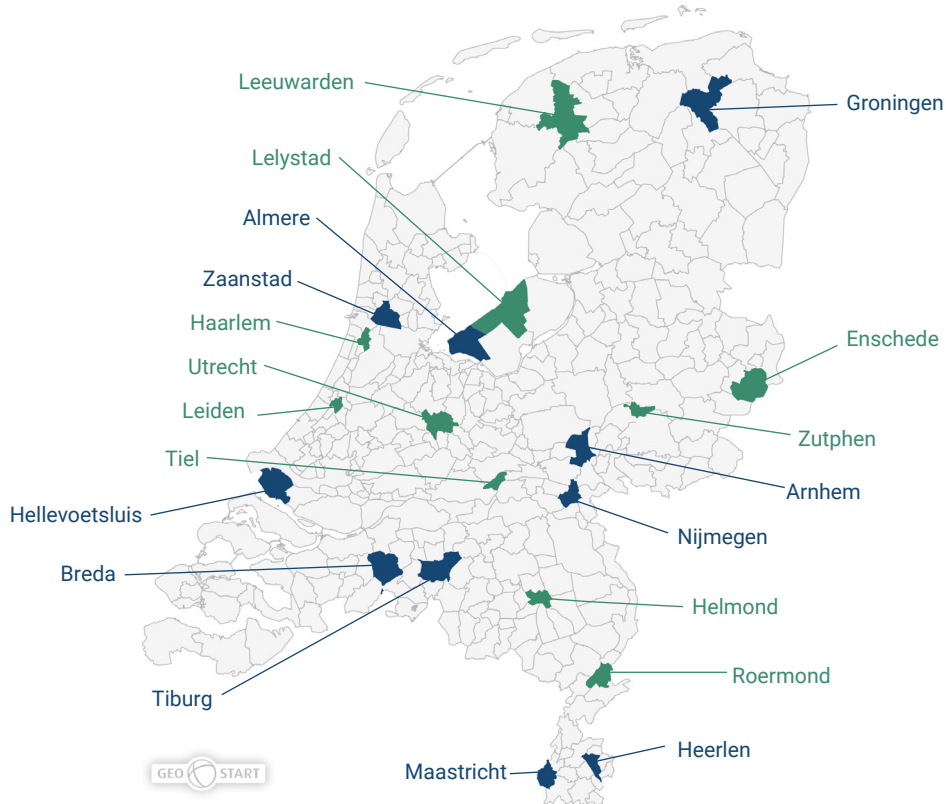 Leeuwarden
Groningen
Lelystad
Almere
Zaanstad
Haarlem
Enschede
Utrecht
Leiden
Zutphen
Tiel
Arnhem
Hellevoetsluis
Nijmegen
Breda
Helmond
Roermond
Tiburg
Heerlen
Maastricht
GEO START